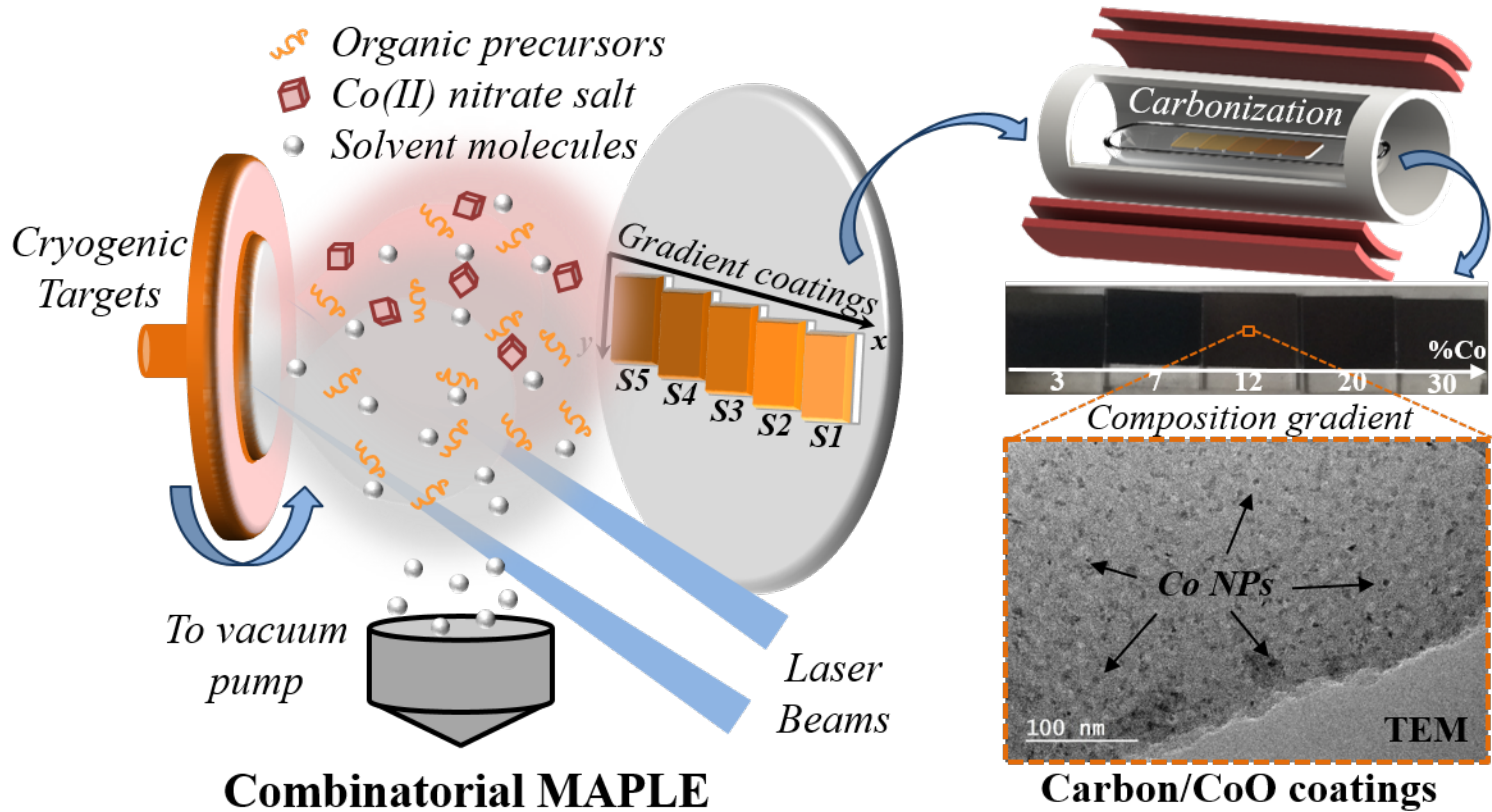 Organic precursors
Co(II) nitrate salt
Solvent molecules
Cryogenic
Targets
Gradient coatings
x
y
S5
S4
S3
S2
S1
To vacuum
pump
Laser
Beams
Combinatorial MAPLE
Carbonization
%Co
3
7
12
20
30
Composition gradient
Co NPs
100 nm
TEM
Carbon/CoO coatings